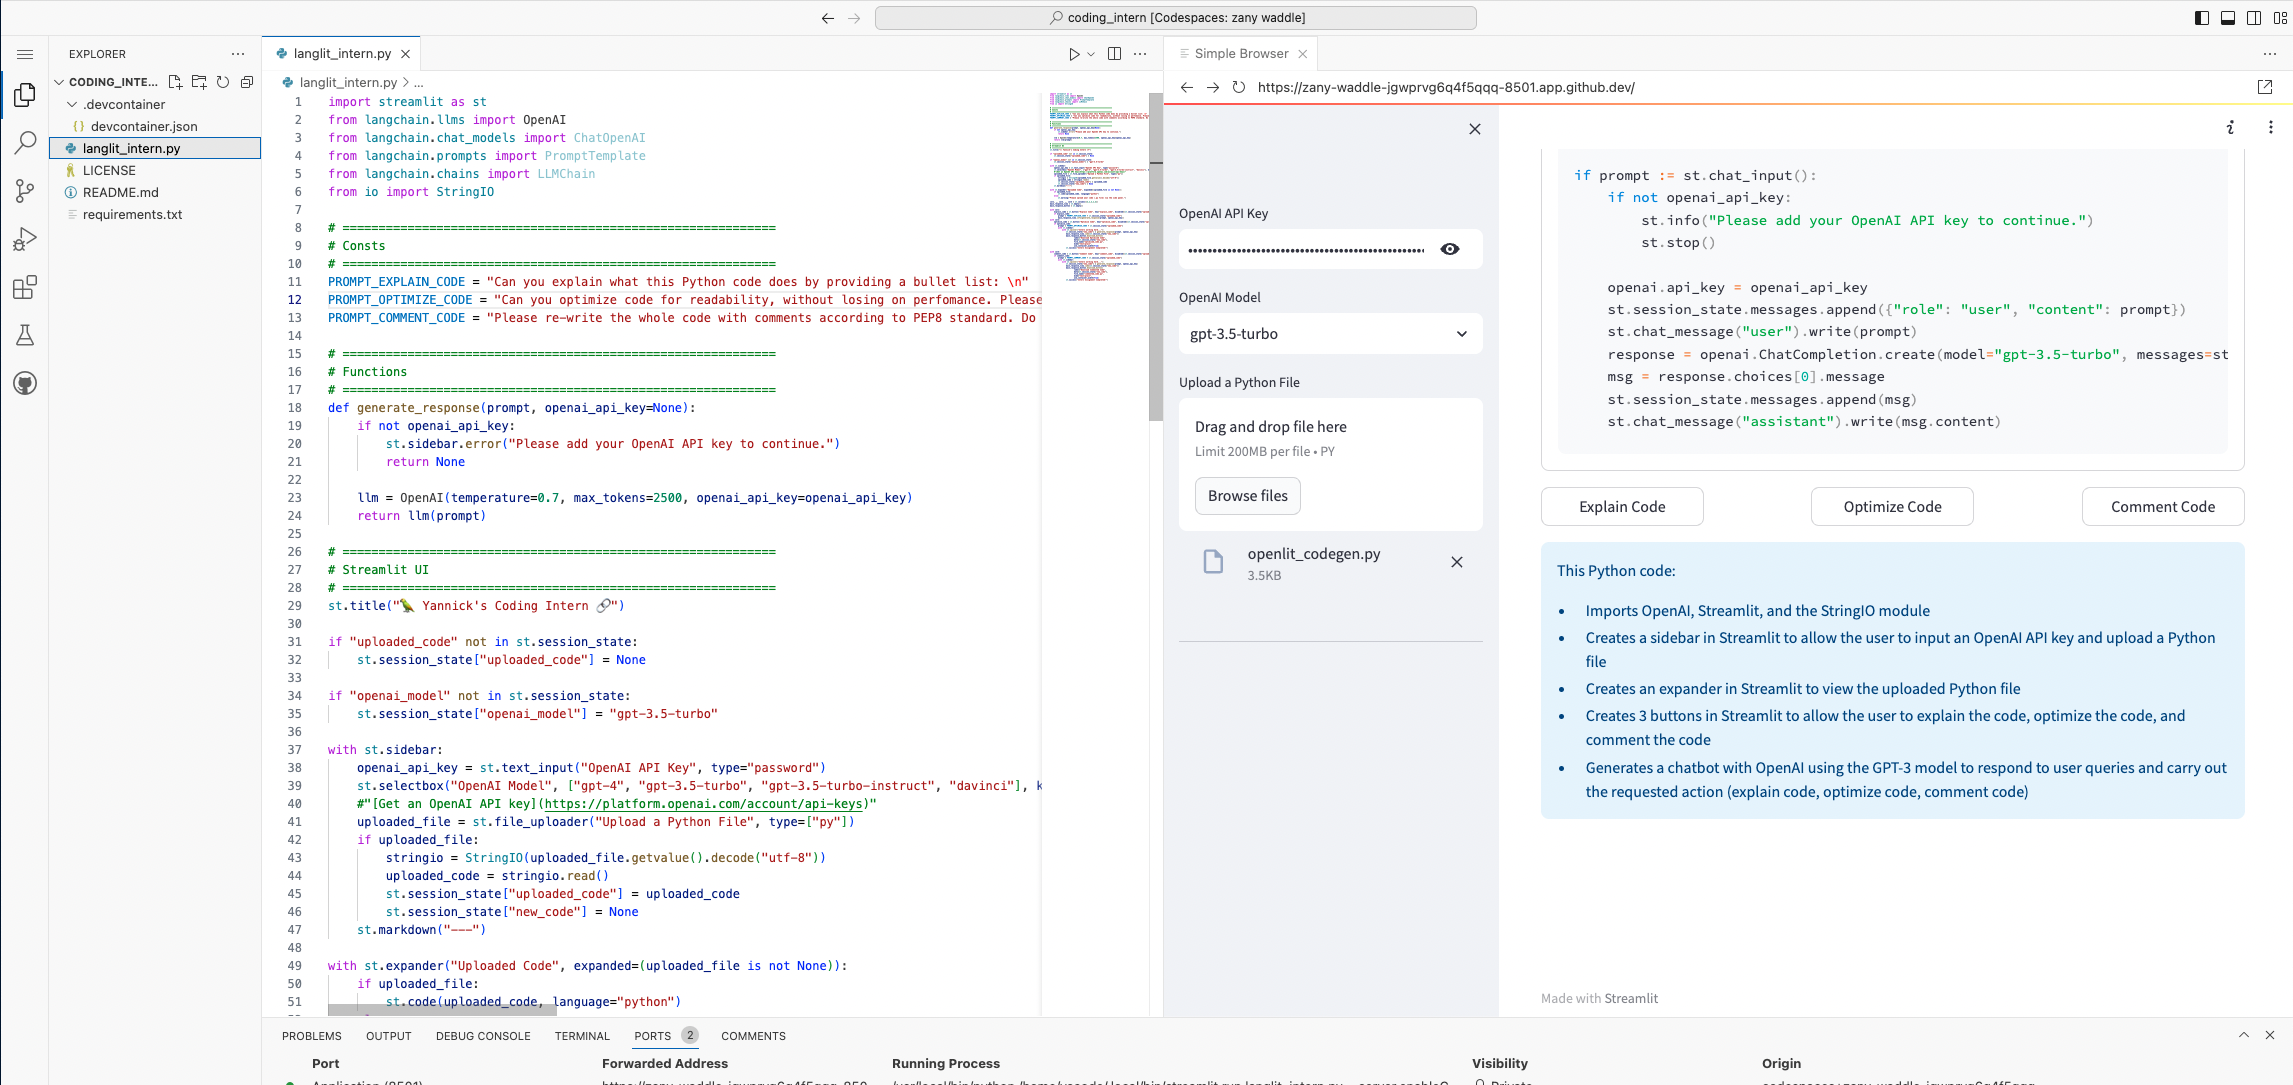 coding_intern [Codespaces: zany waddle]
EXPLORER
CODING_INTE...
.devcontainer
{} devcontainer.json
langlit_intern.py
LICENSE
README.md
requirements.txt
langlit_intern.py
langlit_intern.py > ...
1 import streamlit as st
2 from langchain.llms import OpenAI
3 from langchain.chat_models import ChatOpenAI
4 from langchain.prompts import PromptTemplate
5 from langchain.chains import LLMChain
6 from io import StringIO
7
8 # ============================================================
9 # Consts
10 # ============================================================
11 PROMPT_EXPLAIN_CODE = "Can you explain what this Python code does by providing a bullet list: \n"
12 PROMPT_OPTIMIZE_CODE = "Can you optimize code for readability, without losing on perfomance. Please
13 PROMPT_COMMENT_CODE = "Please re-write the whole code with comments according to PEP8 standard. Do
14
15 # ============================================================
16 # Functions
17 # ============================================================
18 def generate_response(prompt, openai_api_key=None):
19 if not openai_api_key:
20 st.sidebar.error("Please add your OpenAI API key to continue.")
21 return None
22
23 llm = OpenAI(temperature=0.7, max_tokens=2500, openai_api_key=openai_api_key)
24 return llm(prompt)
25
26 # ============================================================
27 # Streamlit UI
28 # ============================================================
29 st.title("🦜 Yannick's Coding Intern 🔗")
30
31 if "uploaded_code" not in st.session_state:
32 st.session_state["uploaded_code"] = None
33
34 if "openai_model" not in st.session_state:
35 st.session_state["openai_model"] = "gpt-3.5-turbo"
36
37 with st.sidebar:
38 openai_api_key = st.text_input("OpenAI API Key", type="password")
39 st.selectbox("OpenAI Model", ["gpt-4", "gpt-3.5-turbo", "gpt-3.5-turbo-instruct", "davinci"], k
40 #"[Get an OpenAI API key](https://platform.openai.com/account/api-keys)"
41 uploaded_file = st.file_uploader("Upload a Python File", type=["py"])
42 if uploaded_file:
43 stringio = StringIO(uploaded_file.getvalue().decode("utf-8"))
44 uploaded_code = stringio.read()
45 st.session_state["uploaded_code"] = uploaded_code
46 st.session_state["new_code"] = None
47 st.markdown("---")
48
49 with st.expander("Uploaded Code", expanded=(uploaded_file is not None)):
50 if uploaded_file:
51 st.code(uploaded_code, language="python")
Simple Browser
https://zany-waddle-jgwprvg6q4f5qqq-8501.app.github.dev/
OpenAI API Key
OpenAI Model
gpt-3.5-turbo
Upload a Python File
Drag and drop file here
Limit 200MB per file • PY
Browse files
openlit_codegen.py
3.5KB
if prompt := st.chat_input():
if not openai_api_key:
st.info("Please add your OpenAI API key to continue.")
st.stop()
openai.api_key = openai_api_key
st.session_state.messages.append({"role": "user", "content": prompt})
st.chat_message("user").write(prompt)
response = openai.ChatCompletion.create(model="gpt-3.5-turbo", messages=st
msg = response.choices[0].message
st.session_state.messages.append(msg)
st.chat_message("assistant").write(msg.content)
Explain Code
Optimize Code
Comment Code
This Python code:
• Imports OpenAI, Streamlit, and the StringIO module
• Creates a sidebar in Streamlit to allow the user to input an OpenAI API key and upload a Python
file
• Creates an expander in Streamlit to view the uploaded Python file
• Creates 3 buttons in Streamlit to allow the user to explain the code, optimize the code, and
comment the code
• Generates a chatbot with OpenAI using the GPT-3 model to respond to user queries and carry out
the requested action (explain code, optimize code, comment code)
Made with Streamlit
PROBLEMS OUTPUT DEBUG CONSOLE TERMINAL PORTS 2 COMMENTS
Port Forwarded Address Running Process Visibility Origin